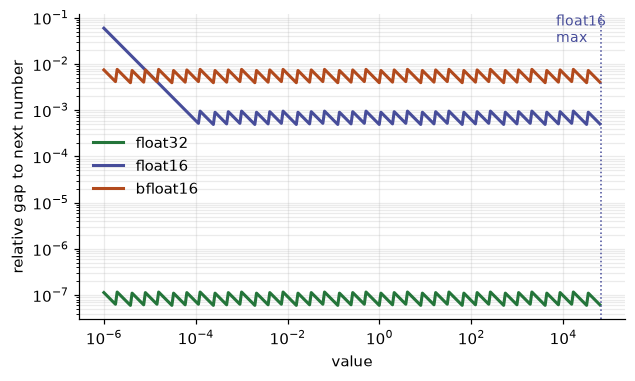 float16
max
10⁻¹
10⁻²
10⁻³
10⁻⁴
10⁻⁵
10⁻⁶
10⁻⁷
relative gap to next number
float32
float16
bfloat16
10⁻⁶
10⁻⁴
10⁻²
10⁰
10²
10⁴
value